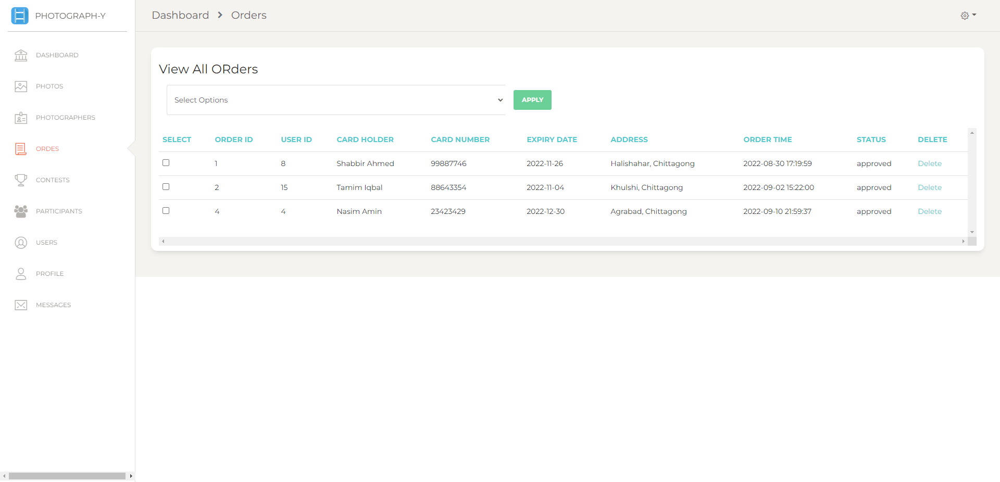 PHOTOGRAPH-Y
DASHBOARD
PHOTOS
PHOTOGRAPHERS
ORDES
CONTESTS
PARTICIPANTS
USERS
PROFILE
MESSAGES
Dashboard > Orders
View All ORders
Select Options APPLY
SELECT ORDER ID USER ID CARD HOLDER CARD NUMBER EXPIRY DATE ADDRESS ORDER TIME STATUS DELETE
1 8 Shabbir Ahmed 99887746 2022-11-26 Halishahar, Chittagong 2022-08-30 17:19:59 approved Delete
2 15 Tamim Iqbal 88643354 2022-11-04 Khulshi, Chittagong 2022-09-02 15:22:00 approved Delete
4 4 Nasim Amin 23423429 2022-12-30 Agrabad, Chittagong 2022-09-10 21:59:37 approved Delete